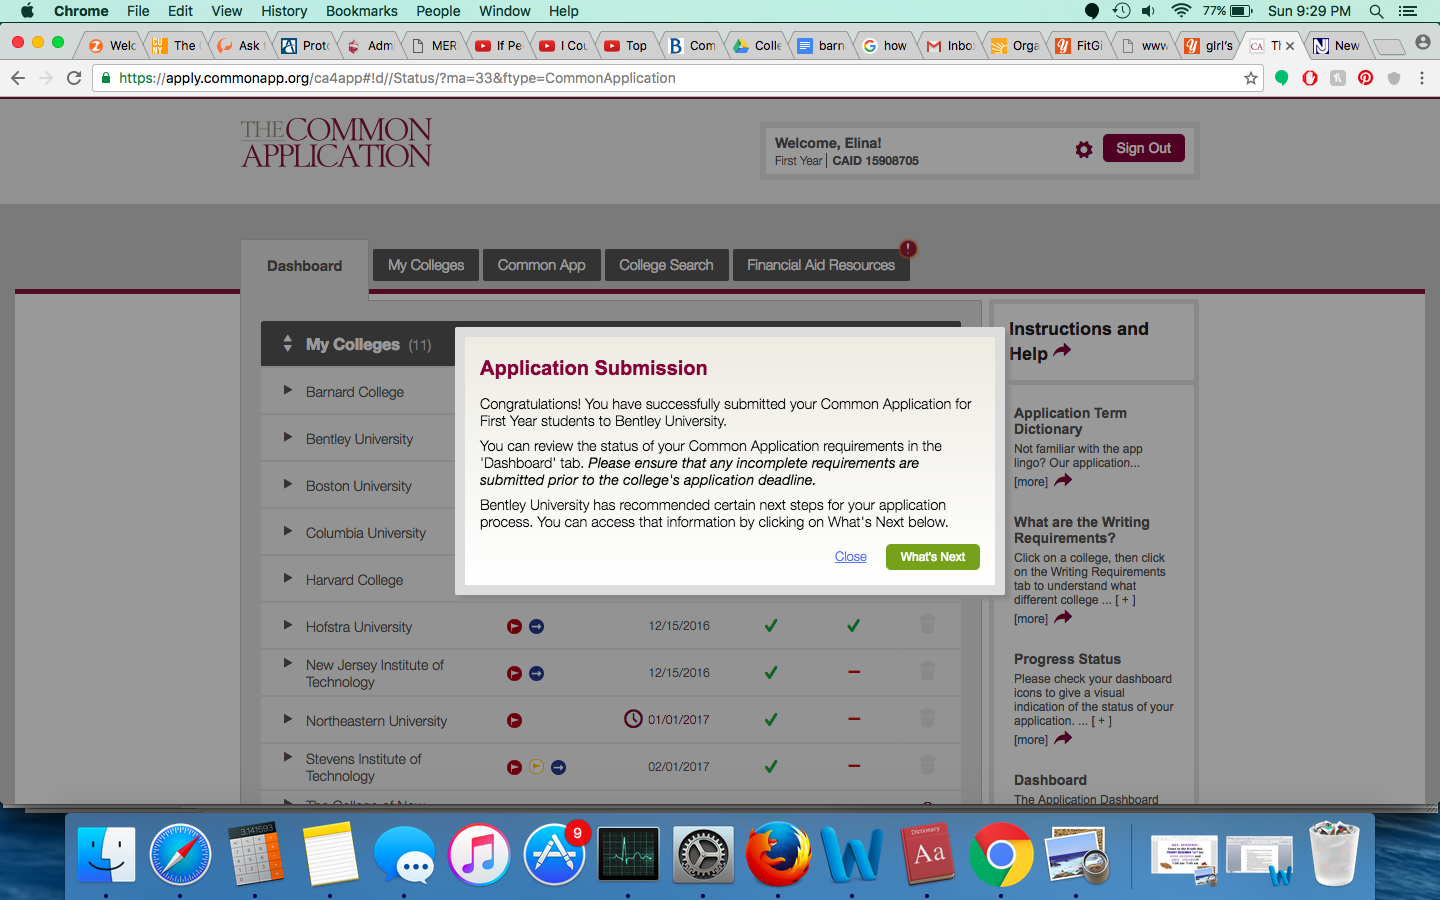 Chrome File Edit View History Bookmarks People Window Help 77% Sun 9:29 PM
Welc The Ask Proto Adm MER If Pe I Cou Top Com Colle barn how Inbo Orga FitGi www girl's Th New
https://apply.commonapp.org/ca4app#!d//Status/?ma=33&ftype=CommonApplication
THE COMMON
APPLICATION
Welcome, Elina!
First Year | CAID 15908705
Sign Out
Dashboard My Colleges Common App College Search Financial Aid Resources
My Colleges (11)
Barnard College
Bentley University
Boston University
Columbia University
Harvard College
Hofstra University 12/15/2016
New Jersey Institute of
Technology 12/15/2016
Northeastern University 01/01/2017
Stevens Institute of
Technology 02/01/2017
The College of New
Application Submission
Congratulations! You have successfully submitted your Common Application for
First Year students to Bentley University.
You can review the status of your Common Application requirements in the
'Dashboard' tab. Please ensure that any incomplete requirements are
submitted prior to the college's application deadline.
Bentley University has recommended certain next steps for your application
process. You can access that information by clicking on What's Next below.
Close What's Next
Instructions and
Help
Application Term
Dictionary
Not familiar with the app
lingo? Our application...
[more]
What are the Writing
Requirements?
Click on a college, then click
on the Writing Requirements
tab to understand what
different college ... [ + ]
[more]
Progress Status
Please check your dashboard
icons to give a visual
indication of the status of your
application. ... [ + ]
[more]
Dashboard
The Application Dashboard
3.141593
9
Dictionary
Aa